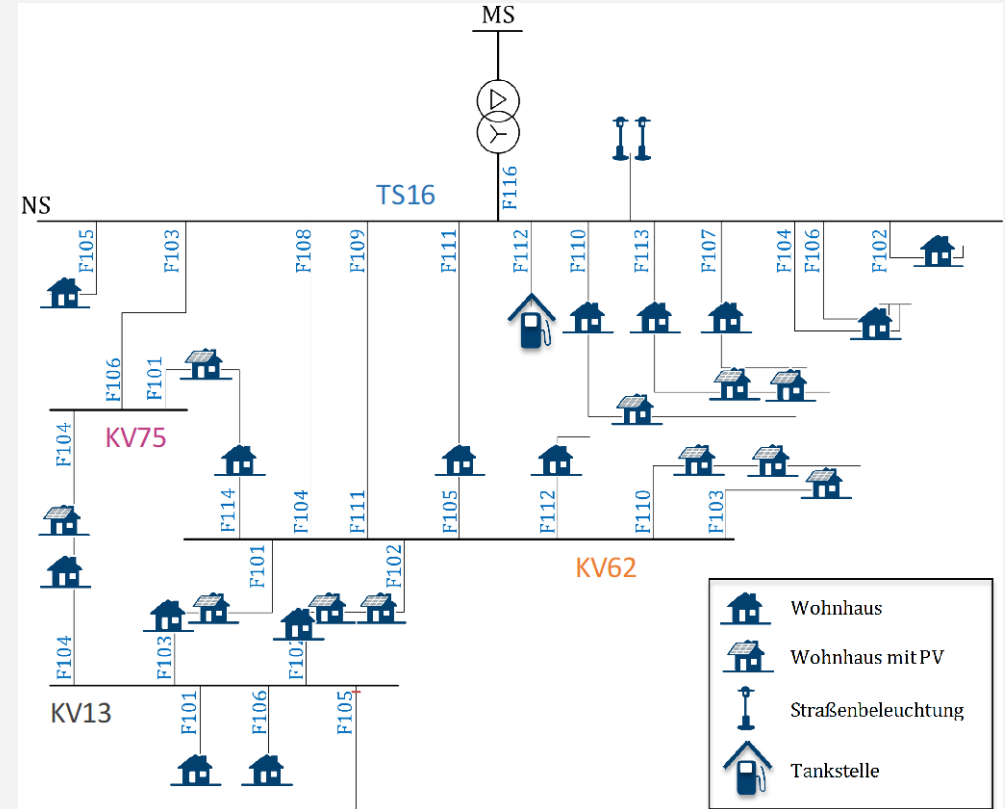 MS
F116
TS16
NS
F105
F103
F108
F109
F111
F112
F110
F113
F107
F104
F106
F102
F106
F101
KV75
F104
F114
F104
F111
F105
F112
F110
F103
KV62
F101
F102
F104
F103
F102
KV13
F101
F106
F105
Wohnhaus
Wohnhaus mit PV
Straßenbeleuchtung
Tankstelle